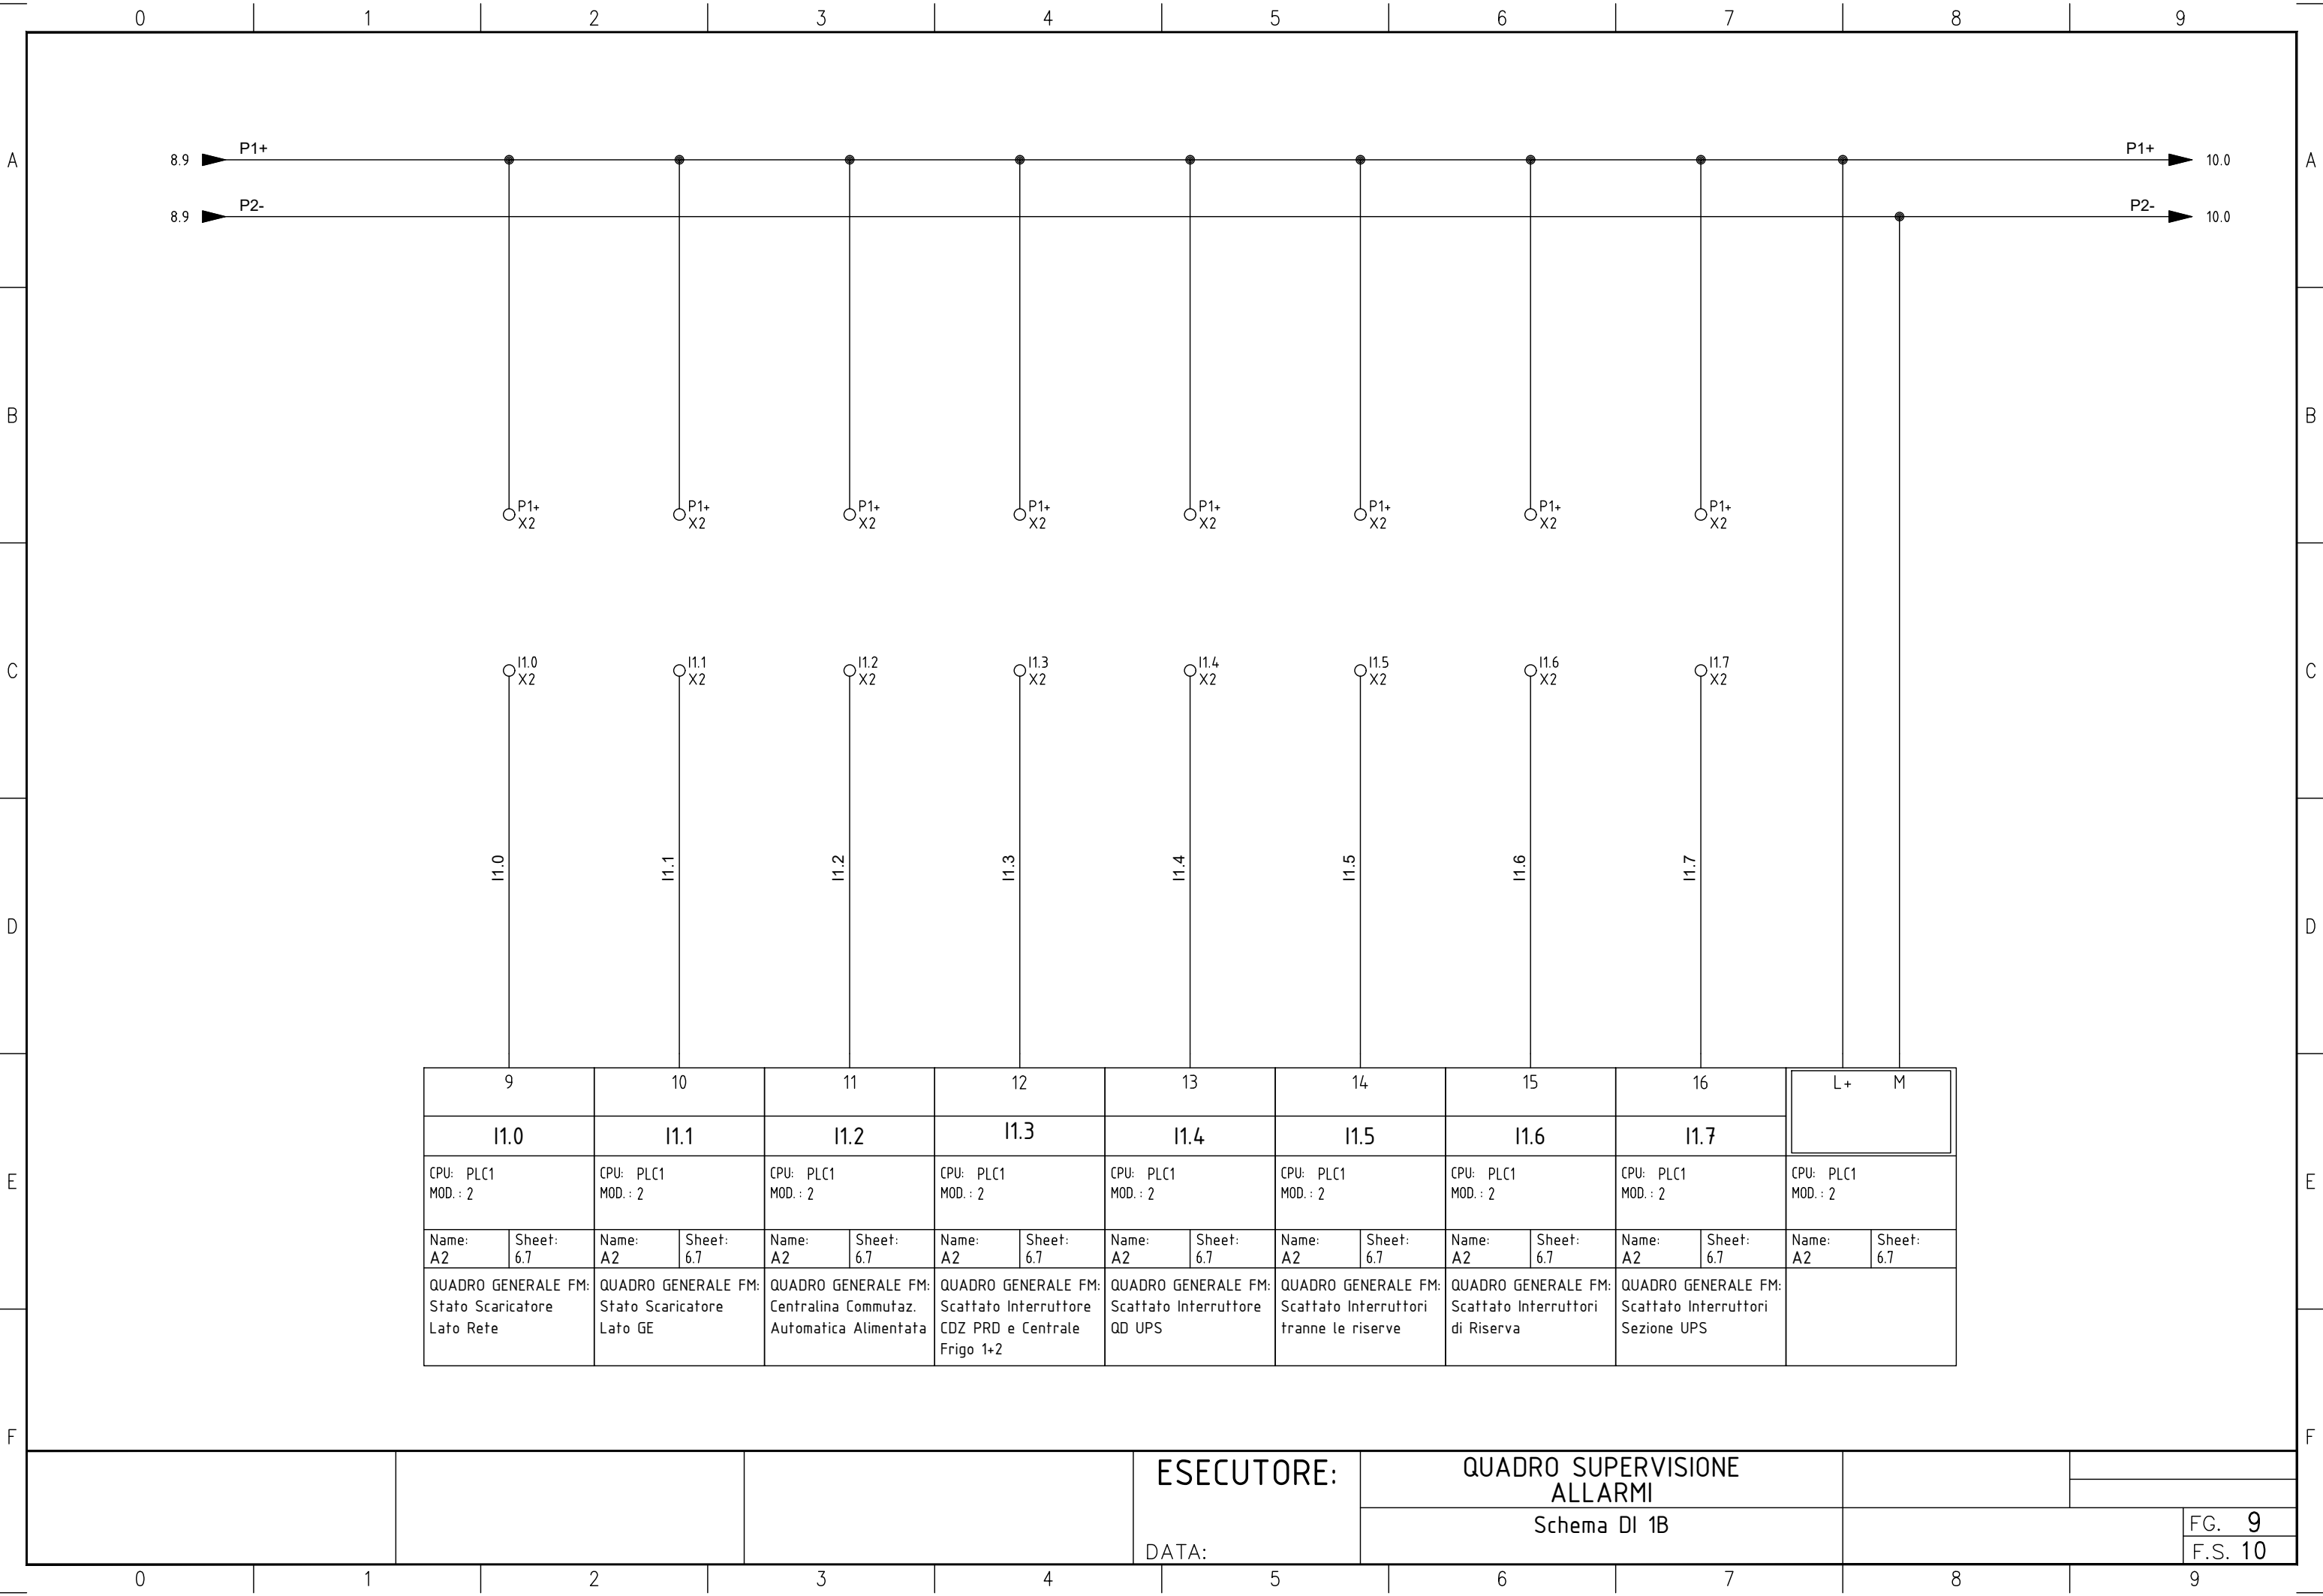 0 1 2 3 4 5 6 7 8 9
A 8.9 P1+ P1+ 10.0 A
8.9 P2- P2- 10.0
B B
P1+ P1+ P1+ P1+ P1+ P1+ P1+ P1+
X2 X2 X2 X2 X2 X2 X2 X2
C I1.0 I1.1 I1.2 I1.3 I1.4 I1.5 I1.6 I1.7 C
X2 X2 X2 X2 X2 X2 X2 X2
I1.0 I1.1 I1.2 I1.3 I1.4 I1.5 I1.6 I1.7
D D
9 10 11 12 13 14 15 16 L+ M
I1.0 I1.1 I1.2 I1.3 I1.4 I1.5 I1.6 I1.7
E CPU: PLC1 CPU: PLC1 CPU: PLC1 CPU: PLC1 CPU: PLC1 CPU: PLC1 CPU: PLC1 CPU: PLC1 CPU: PLC1 E
MOD.: 2 MOD.: 2 MOD.: 2 MOD.: 2 MOD.: 2 MOD.: 2 MOD.: 2 MOD.: 2 MOD.: 2
Name: Sheet: Name: Sheet: Name: Sheet: Name: Sheet: Name: Sheet: Name: Sheet: Name: Sheet: Name: Sheet: Name: Sheet:
A2 6.7 A2 6.7 A2 6.7 A2 6.7 A2 6.7 A2 6.7 A2 6.7 A2 6.7 A2 6.7
QUADRO GENERALE FM: QUADRO GENERALE FM: QUADRO GENERALE FM: QUADRO GENERALE FM: QUADRO GENERALE FM: QUADRO GENERALE FM: QUADRO GENERALE FM: QUADRO GENERALE FM:
Stato Scaricatore Stato Scaricatore Centralina Commutaz. Scattato Interruttore Scattato Interruttore Scattato Interruttori Scattato Interruttori Scattato Interruttori
Lato Rete Lato GE Automatica Alimentata CDZ PRD e Centrale QD UPS tranne le riserve di Riserva Sezione UPS
Frigo 1+2
F F
ESECUTORE: QUADRO SUPERVISIONE
ALLARMI
Schema DI 1B
FG. 9
DATA: F.S. 10
0 1 2 3 4 5 6 7 8 9